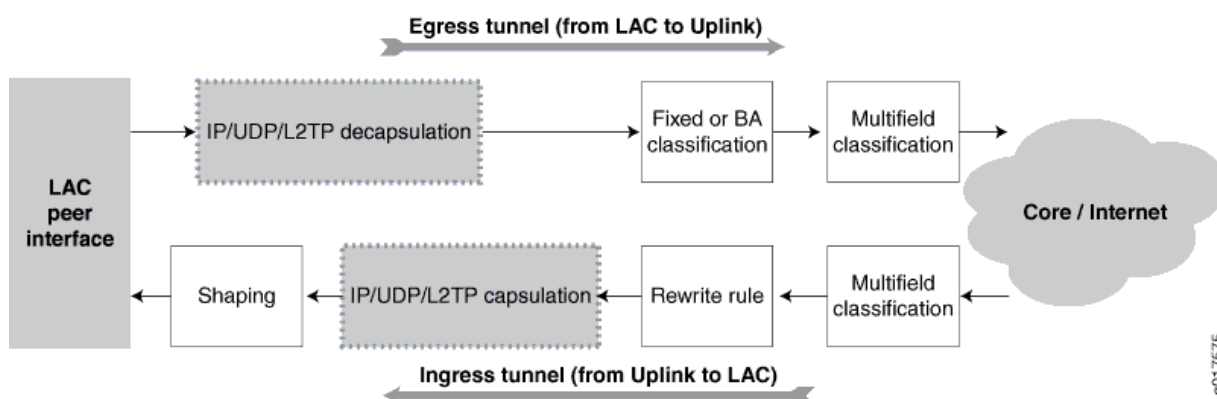 Egress tunnel (from LAC to Uplink)
IP/UDP/L2TP decapsulation
Fixed or BA
classification
Multifield
classification
LAC
peer
interface
Core / Internet
Shaping
IP/UDP/L2TP capsulation
Rewrite rule
Multifield
classification
Ingress tunnel (from Uplink to LAC)
g017575